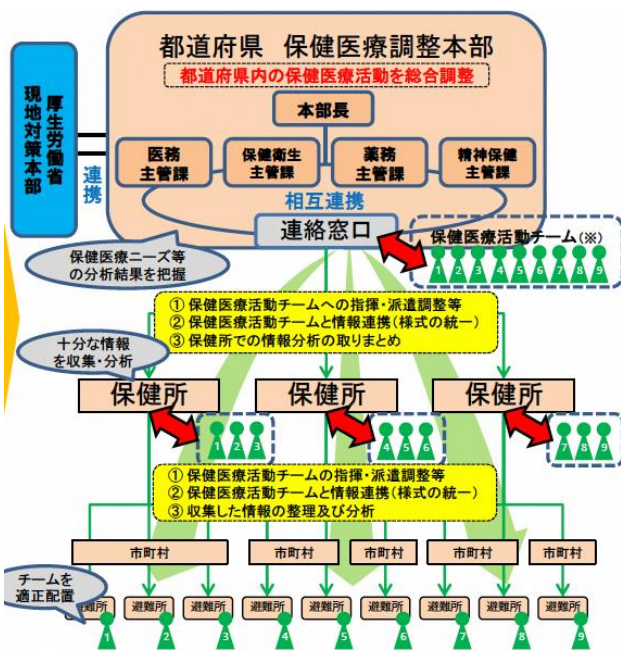 都道府県 保健医療調整本部
都道府県内の保健医療活動を総合調整
本部長
厚生労働省
現地対策本部
連携
医務
主管課
保健衛生
主管課
薬務
主管課
精神保健
主管課
相互連携
連絡窓口
保健医療活動チーム(※)
1 2 3 4 5 6 7 8 9
保健医療ニーズ等
の分析結果を把握
① 保健医療活動チームへの指揮・派遣調整等
② 保健医療活動チームと情報連携(様式の統一)
③ 保健所での情報分析の取りまとめ
十分な情報
を収集・分析
保健所
保健所
保健所
1 2 3
4 5 6
7 8 9
① 保健医療活動チームの指揮・派遣調整等
② 保健医療活動チームと情報連携(様式の統一)
③ 収集した情報の整理及び分析
市町村
市町村
市町村
市町村
市町村
チームを
適正配置
避難所
避難所
避難所
避難所
避難所
避難所
避難所
避難所
避難所
1 2 3 4 5 6 7 8 9